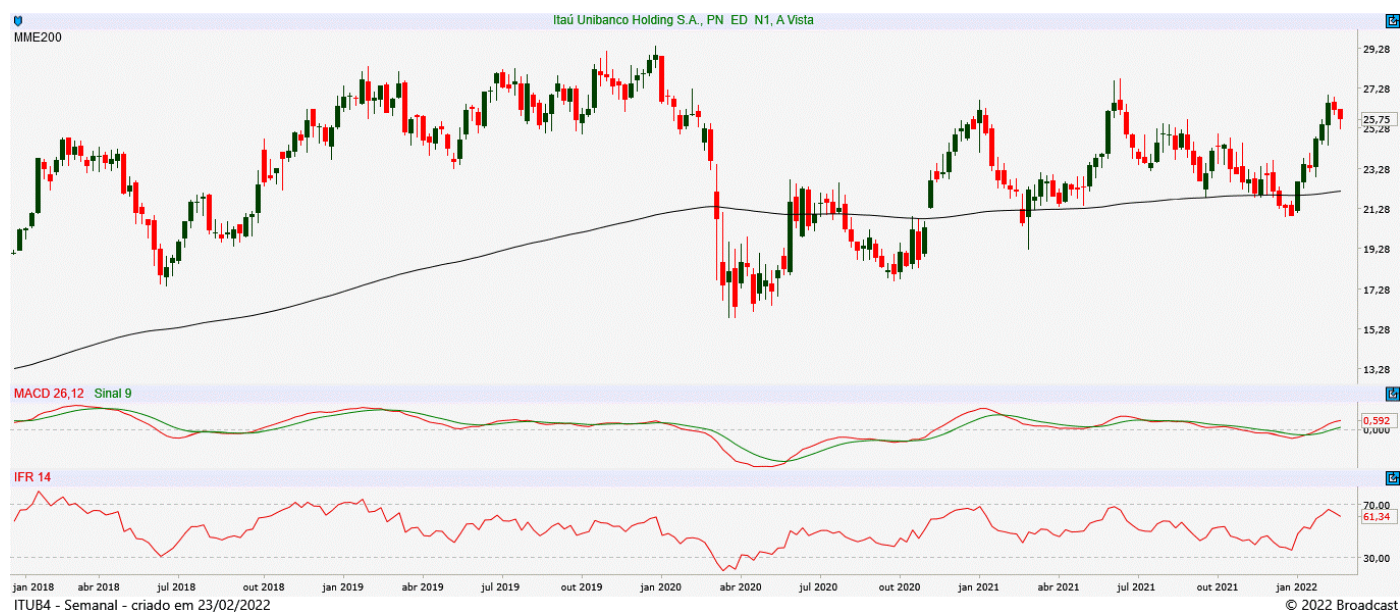 Itaú Unibanco Holding S.A., PN ED N1, A Vista
MME200
29,28
27,28
25,75
25,28
23,28
21,28
19,28
17,28
15,28
13,28
MACD 26,12 Sinal 9
0,592
0,000
IFR 14
70,00
61,34
30,00
jan 2018 abr 2018 jul 2018 out 2018 jan 2019 abr 2019 jul 2019 out 2019 jan 2020 abr 2020 jul 2020 out 2020 jan 2021 abr 2021 jul 2021 out 2021 jan 2022
ITUB4 - Semanal - criado em 23/02/2022 © 2022 Broadcast